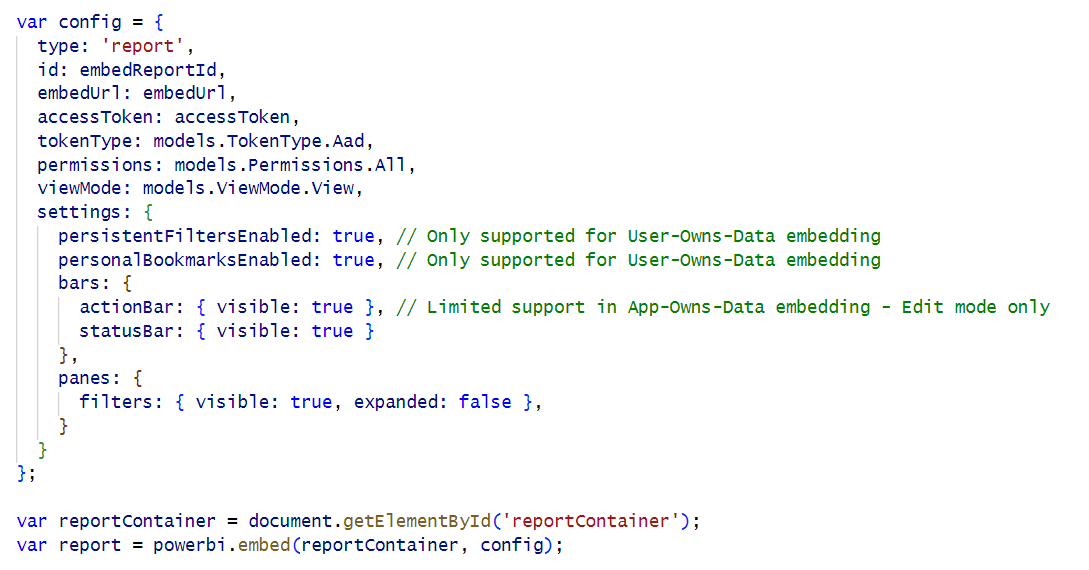 var config = {
  type: 'report',
  id: embedReportId,
  embedUrl: embedUrl,
  accessToken: accessToken,
  tokenType: models.TokenType.Aad,
  permissions: models.Permissions.All,
  viewMode: models.ViewMode.View,
  settings: {
    persistentFiltersEnabled: true, // Only supported for User-Owns-Data embedding
    personalBookmarksEnabled: true, // Only supported for User-Owns-Data embedding
    bars: {
      actionBar: { visible: true }, // Limited support in App-Owns-Data embedding - Edit mode only
      statusBar: { visible: true }
    },
    panes: {
      filters: { visible: true, expanded: false },
    }
  }
};

var reportContainer = document.getElementById('reportContainer');
var report = powerbi.embed(reportContainer, config);